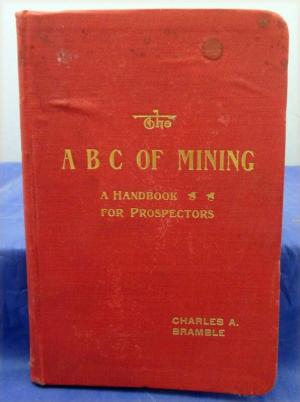 The
A B C OF MINING
A HANDBOOK
FOR PROSPECTORS
CHARLES A.
BRAMBLE